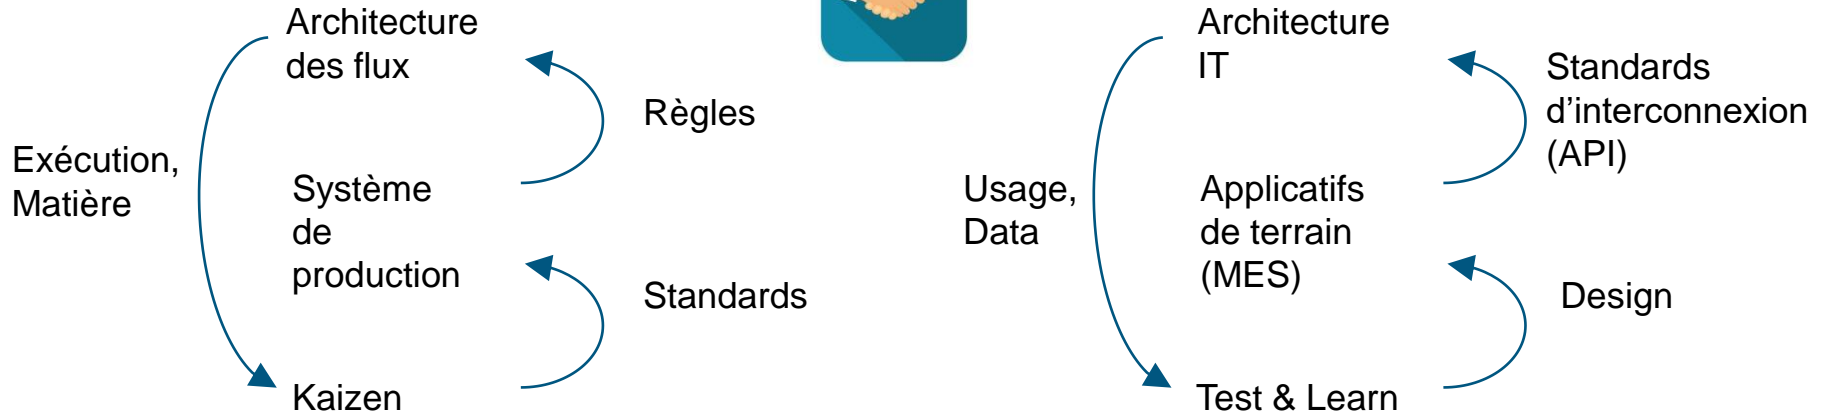 Architecture
des flux
Règles
Exécution,
Matière
Système
de
production
Standards
Kaizen
Architecture
IT
Standards
d’interconnexion
(API)
Usage,
Data
Applicatifs
de terrain
(MES)
Design
Test & Learn